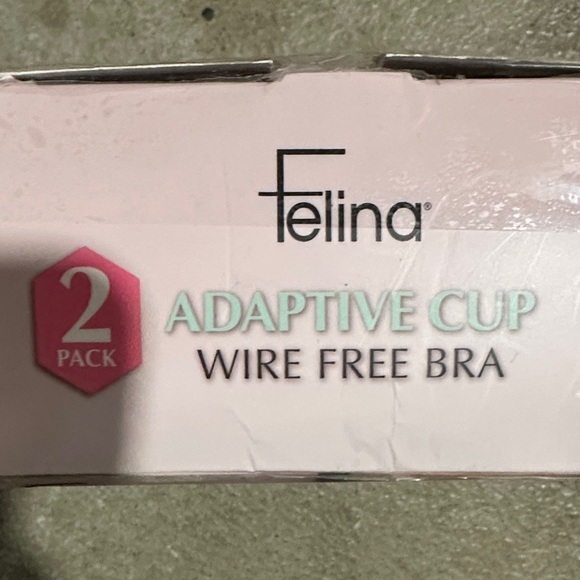 Felina®
2
PACK
ADAPTIVE CUP
WIRE FREE BRA